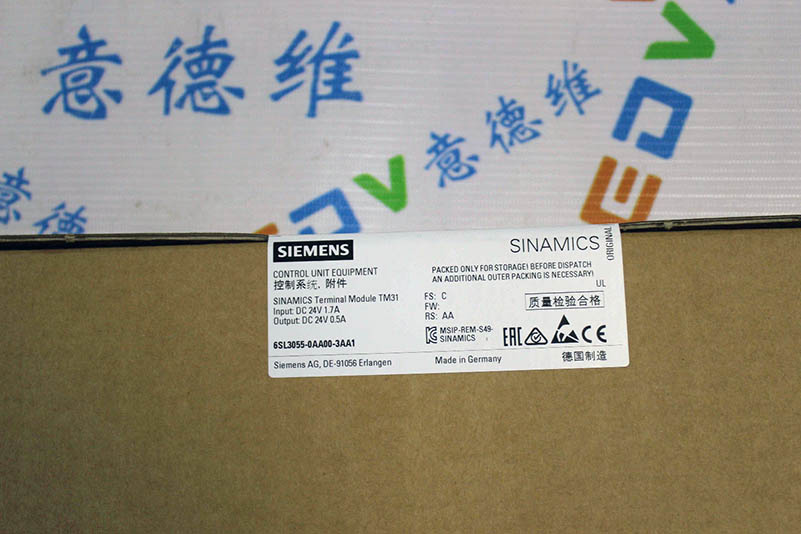 意德维
意德维
EDV
意德
EDV
SIEMENS
SINAMICS
ORIGINAL
CONTROL UNIT EQUIPMENT
控制系统, 附件
PACKED ONLY FOR STORAGE! BEFORE DISPATCH
AN ADDITIONAL OUTER PACKING IS NECESSARY!
UL
SINAMICS Terminal Module TM31
Input: DC 24V 1.7A
Output: DC 24V 0.5A
FS: C
FW:
RS: AA
质量检验合格
6SL3055-0AA00-3AA1
MSIP-REM-S49-
SINAMICS
EAC
CE
Siemens AG, DE-91056 Erlangen
Made in Germany
德国制造